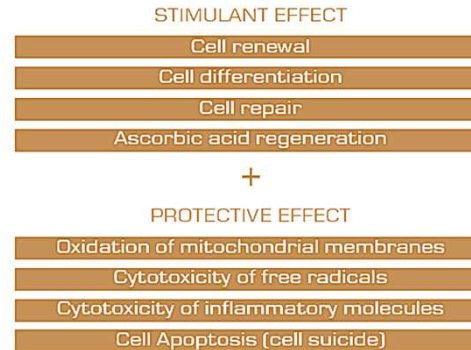 STIMULANT EFFECT
Cell renewal
Cell differentiation
Cell repair
Ascorbic acid regeneration
+
PROTECTIVE EFFECT
Oxidation of mitochondrial membranes
Cytotoxicity of free radicals
Cytotoxicity of inflammatory molecules
Cell Apoptosis (cell suicide)